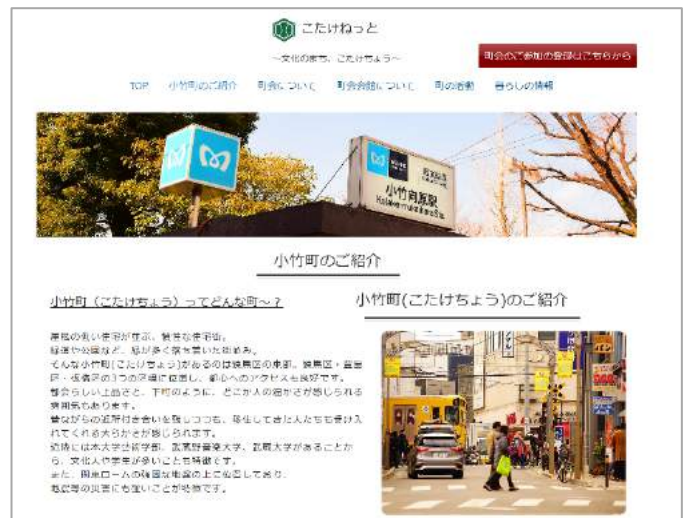 こたけねっと
～文化のまち、こたけちょう～
町会のご参加の登録はこちらから
TOP 小竹町のご紹介 町会について 町会会館について 町の活動 暮らしの情報
小竹向原駅
Kotake-mukaihara Sta.
小竹町のご紹介
小竹町（こたけちょう）ってどんな町～？
小竹町(こたけちょう)のご紹介
屋根の低い住宅が並ぶ、閑静な住宅街。
緑道や公園など、緑が多く落ち着いた街並み。
そんな小竹町(こたけちょう)があるのは練馬区の東部。練馬区・豊島
区・板橋区の3つの区境に位置し、都心へのアクセスも良好です。
都会らしい上品さと、下町のように、どこか人の温かさが感じられる
雰囲気もあります。
昔ながらの近所付き合いを残しつつも、移住してきた人たちも受け入
れてくれる大らかさが感じられます。
近隣には本大学芸術学部、武蔵野音楽大学、武蔵大学があることか
ら、文化人や学生が多いことも特徴です。
また、関東ロームの強固な地盤の上に位置しており、
地震等の災害にも強いことが特徴です。